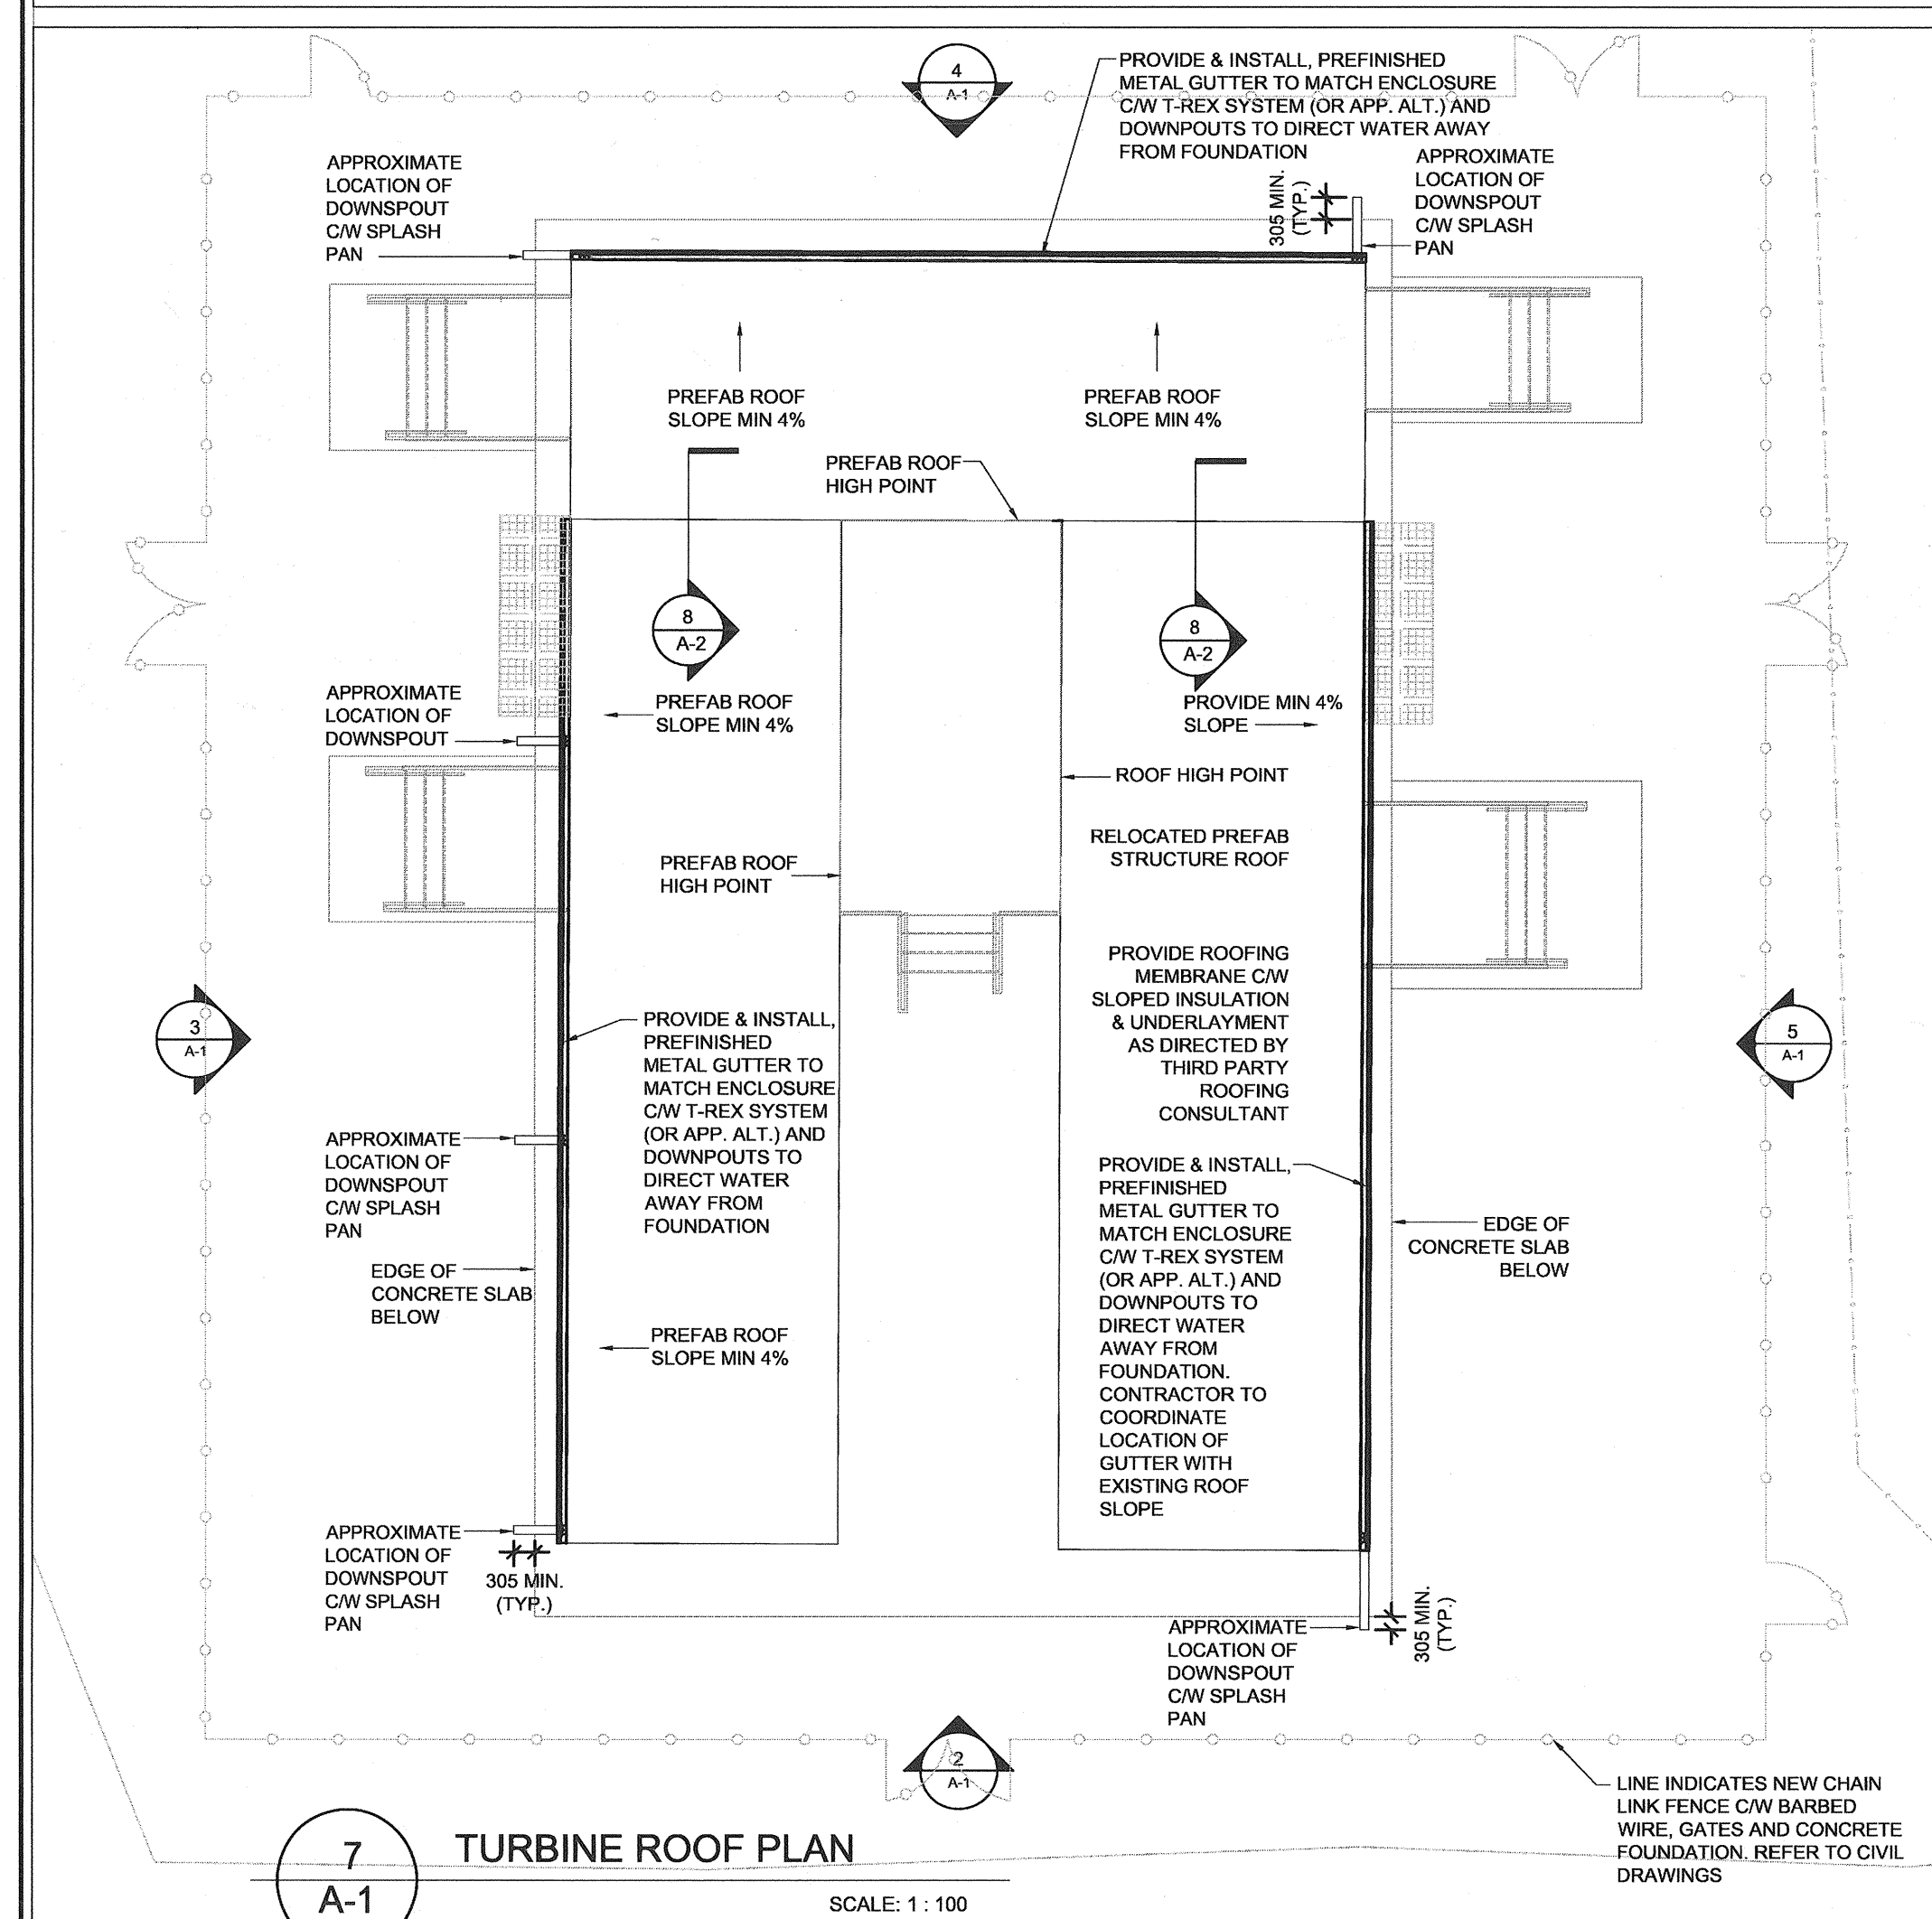 4
A-1
PROVIDE & INSTALL, PREFINISHED
METAL GUTTER TO MATCH ENCLOSURE
C/W T-REX SYSTEM (OR APP. ALT.) AND
DOWNPOUTS TO DIRECT WATER AWAY
FROM FOUNDATION
APPROXIMATE
LOCATION OF
DOWNSPOUT
C/W SPLASH
PAN
305 MIN.
(TYP.)
APPROXIMATE
LOCATION OF
DOWNSPOUT
C/W SPLASH
PAN
PREFAB ROOF
SLOPE MIN 4%
PREFAB ROOF
SLOPE MIN 4%
PREFAB ROOF
HIGH POINT
8
A-2
8
A-2
APPROXIMATE
LOCATION OF
DOWNSPOUT
PREFAB ROOF
SLOPE MIN 4%
PROVIDE MIN 4%
SLOPE
ROOF HIGH POINT
RELOCATED PREFAB
STRUCTURE ROOF
PREFAB ROOF
HIGH POINT
PROVIDE ROOFING
MEMBRANE C/W
SLOPED INSULATION
& UNDERLAYMENT
AS DIRECTED BY
THIRD PARTY
ROOFING
CONSULTANT
3
A-1
PROVIDE & INSTALL,
PREFINISHED
METAL GUTTER TO
MATCH ENCLOSURE
C/W T-REX SYSTEM
(OR APP. ALT.) AND
DOWNPOUTS TO
DIRECT WATER
AWAY FROM
FOUNDATION
5
A-1
APPROXIMATE
LOCATION OF
DOWNSPOUT
C/W SPLASH
PAN
PROVIDE & INSTALL,
PREFINISHED
METAL GUTTER TO
MATCH ENCLOSURE
C/W T-REX SYSTEM
(OR APP. ALT.) AND
DOWNPOUTS TO
DIRECT WATER
AWAY FROM
FOUNDATION.
CONTRACTOR TO
COORDINATE
LOCATION OF
GUTTER WITH
EXISTING ROOF
SLOPE
EDGE OF
CONCRETE SLAB
BELOW
EDGE OF
CONCRETE SLAB
BELOW
PREFAB ROOF
SLOPE MIN 4%
APPROXIMATE
LOCATION OF
DOWNSPOUT
C/W SPLASH
PAN
305 MIN.
(TYP.)
APPROXIMATE
LOCATION OF
DOWNSPOUT
C/W SPLASH
PAN
305 MIN.
(TYP.)
2
A-1
LINE INDICATES NEW CHAIN
LINK FENCE C/W BARBED
WIRE, GATES AND CONCRETE
FOUNDATION. REFER TO CIVIL
DRAWINGS
7
A-1
TURBINE ROOF PLAN
SCALE: 1 : 100